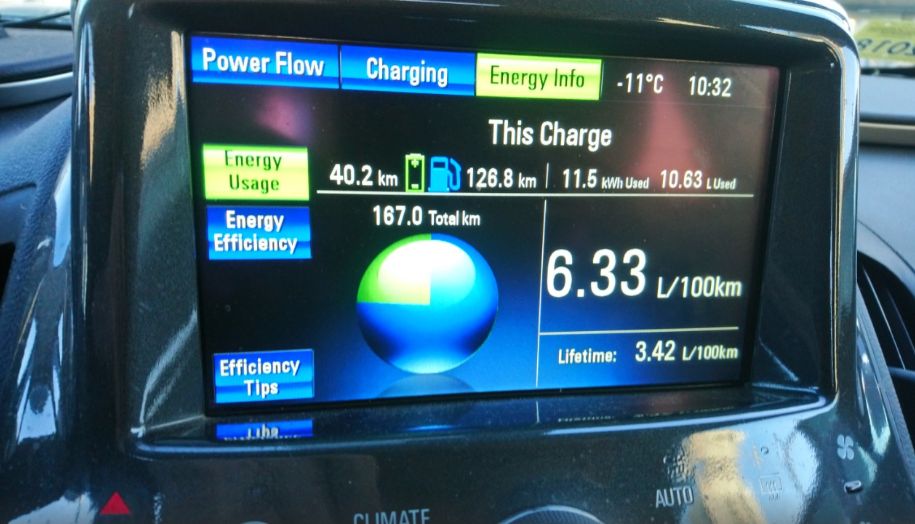 Power Flow Charging Energy Info -11°C 10:32
This Charge
Energy
Usage
40.2 km 126.8 km 11.5 kWh Used 10.63 L Used
167.0 Total km
Energy
Efficiency
6.33 L/100km
Lifetime: 3.42 L/100km
Efficiency
Tips
AUTO
CLIMATE